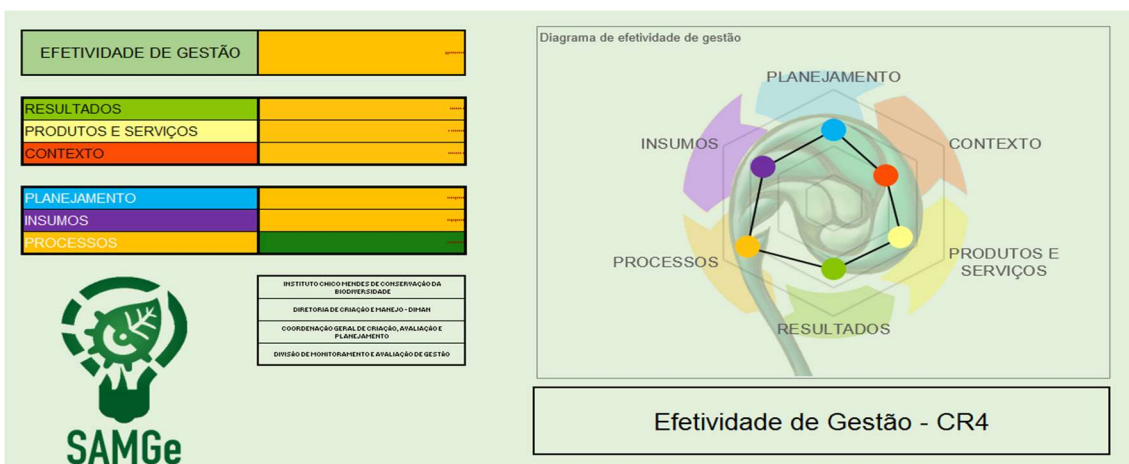 EFETIVIDADE DE GESTÃO
RESULTADOS
PRODUTOS E SERVIÇOS
CONTEXTO
PLANEJAMENTO
INSUMOS
PROCESSOS
INSTITUTO CHICO MENDES DE CONSERVAÇÃO DA
BIODIVERSIDADE
DIRETORIA DE CRIAÇÃO E MANEJO - DIMAN
COORDENAÇÃO GERAL DE CRIAÇÃO, AVALIAÇÃO E
PLANEJAMENTO
DIVISÃO DE MONITORAMENTO E AVALIAÇÃO DE GESTÃO
SAMGe
Diagrama de efetividade de gestão
PLANEJAMENTO
INSUMOS
CONTEXTO
PROCESSOS
PRODUTOS E
SERVIÇOS
RESULTADOS
Efetividade de Gestão - CR4